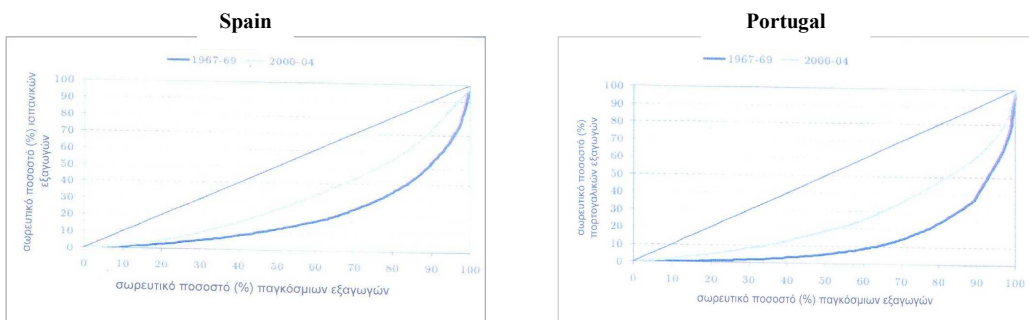 Spain
1967-69 2000-04
σωρευτικό ποσοστό (%) ισπανικών
εξαγωγών
100
90
80
70
60
50
40
30
20
10
0
0 10 20 30 40 50 60 70 80 90 100
σωρευτικό ποσοστό (%) παγκόσμιων εξαγωγών
Portugal
1967-69 2000-04
σωρευτικό ποσοστό (%)
πορτογαλικών εξαγωγών
100
90
80
70
60
50
40
30
20
10
0
0 10 20 30 40 50 60 70 80 90 100
σωρευτικό ποσοστό (%) παγκόσμιων εξαγωγών